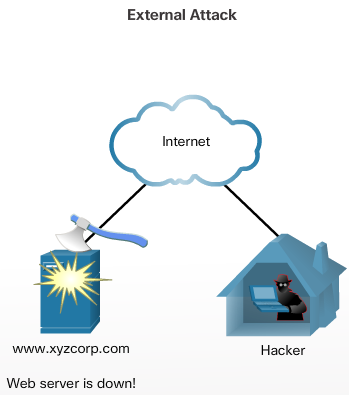 External Attack
Internet
www.xyzcorp.com
Hacker
Web server is down!